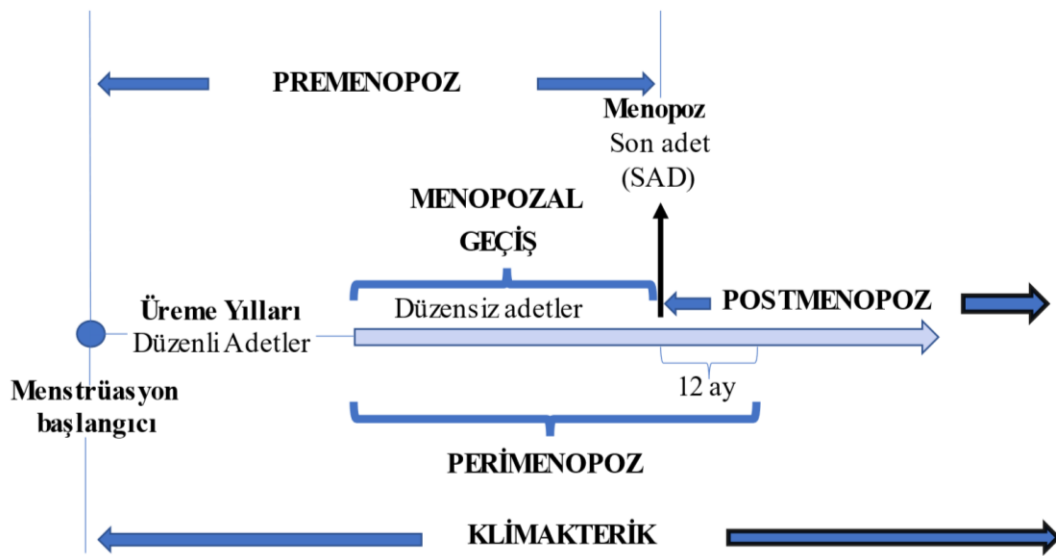 PREMENOPOZ
Menopoz
Son adet
(SAD)
MENOPOZAL
GEÇİŞ
Üreme Yılları
Düzenli Adetler
Düzensiz adetler
POSTMENOPOZ
12 ay
Menstrüasyon
başlangıcı
PERİMENOPOZ
KLİMAKTERİK